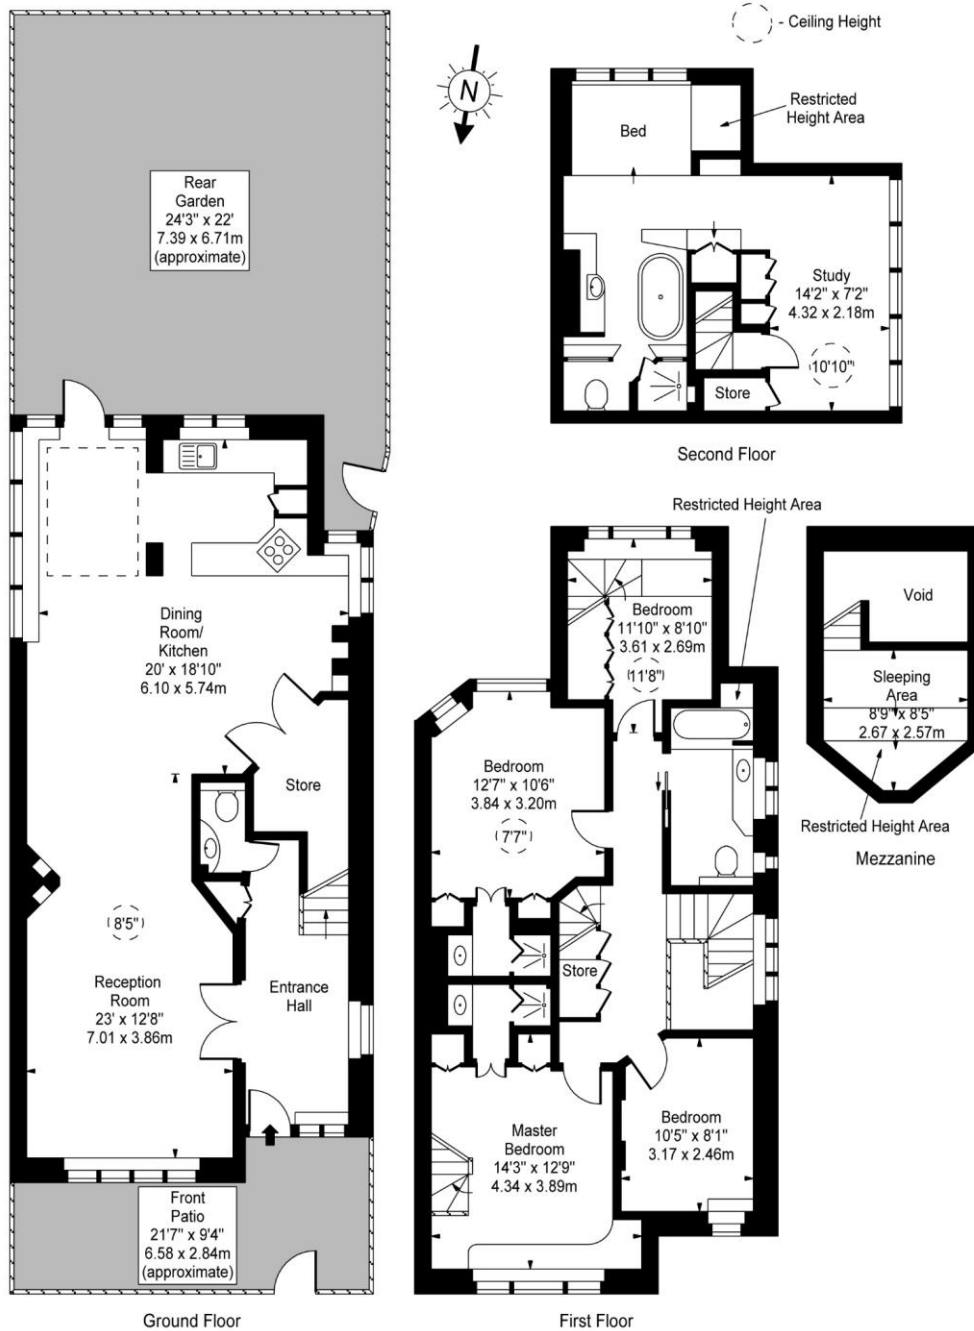 - Ceiling Height
N
Restricted
Height Area
Bed
Rear
Garden
24'3" x 22'
7.39 x 6.71m
(approximate)
Study
14'2" x 7'2"
4.32 x 2.18m
10'10"
Store
Second Floor
Restricted Height Area
Dining
Room/
Kitchen
20' x 18'10"
6.10 x 5.74m
Store
8'5"
Reception
Room
23' x 12'8"
7.01 x 3.86m
Entrance
Hall
Front
Patio
21'7" x 9'4"
6.58 x 2.84m
(approximate)
Ground Floor
Bedroom
11'10" x 8'10"
3.61 x 2.69m
11'8"
Bedroom
12'7" x 10'6"
3.84 x 3.20m
7'7"
Store
Master
Bedroom
14'3" x 12'9"
4.34 x 3.89m
Bedroom
10'5" x 8'1"
3.17 x 2.46m
First Floor
Void
Sleeping
Area
8'9" x 8'5"
2.67 x 2.57m
Restricted Height Area
Mezzanine